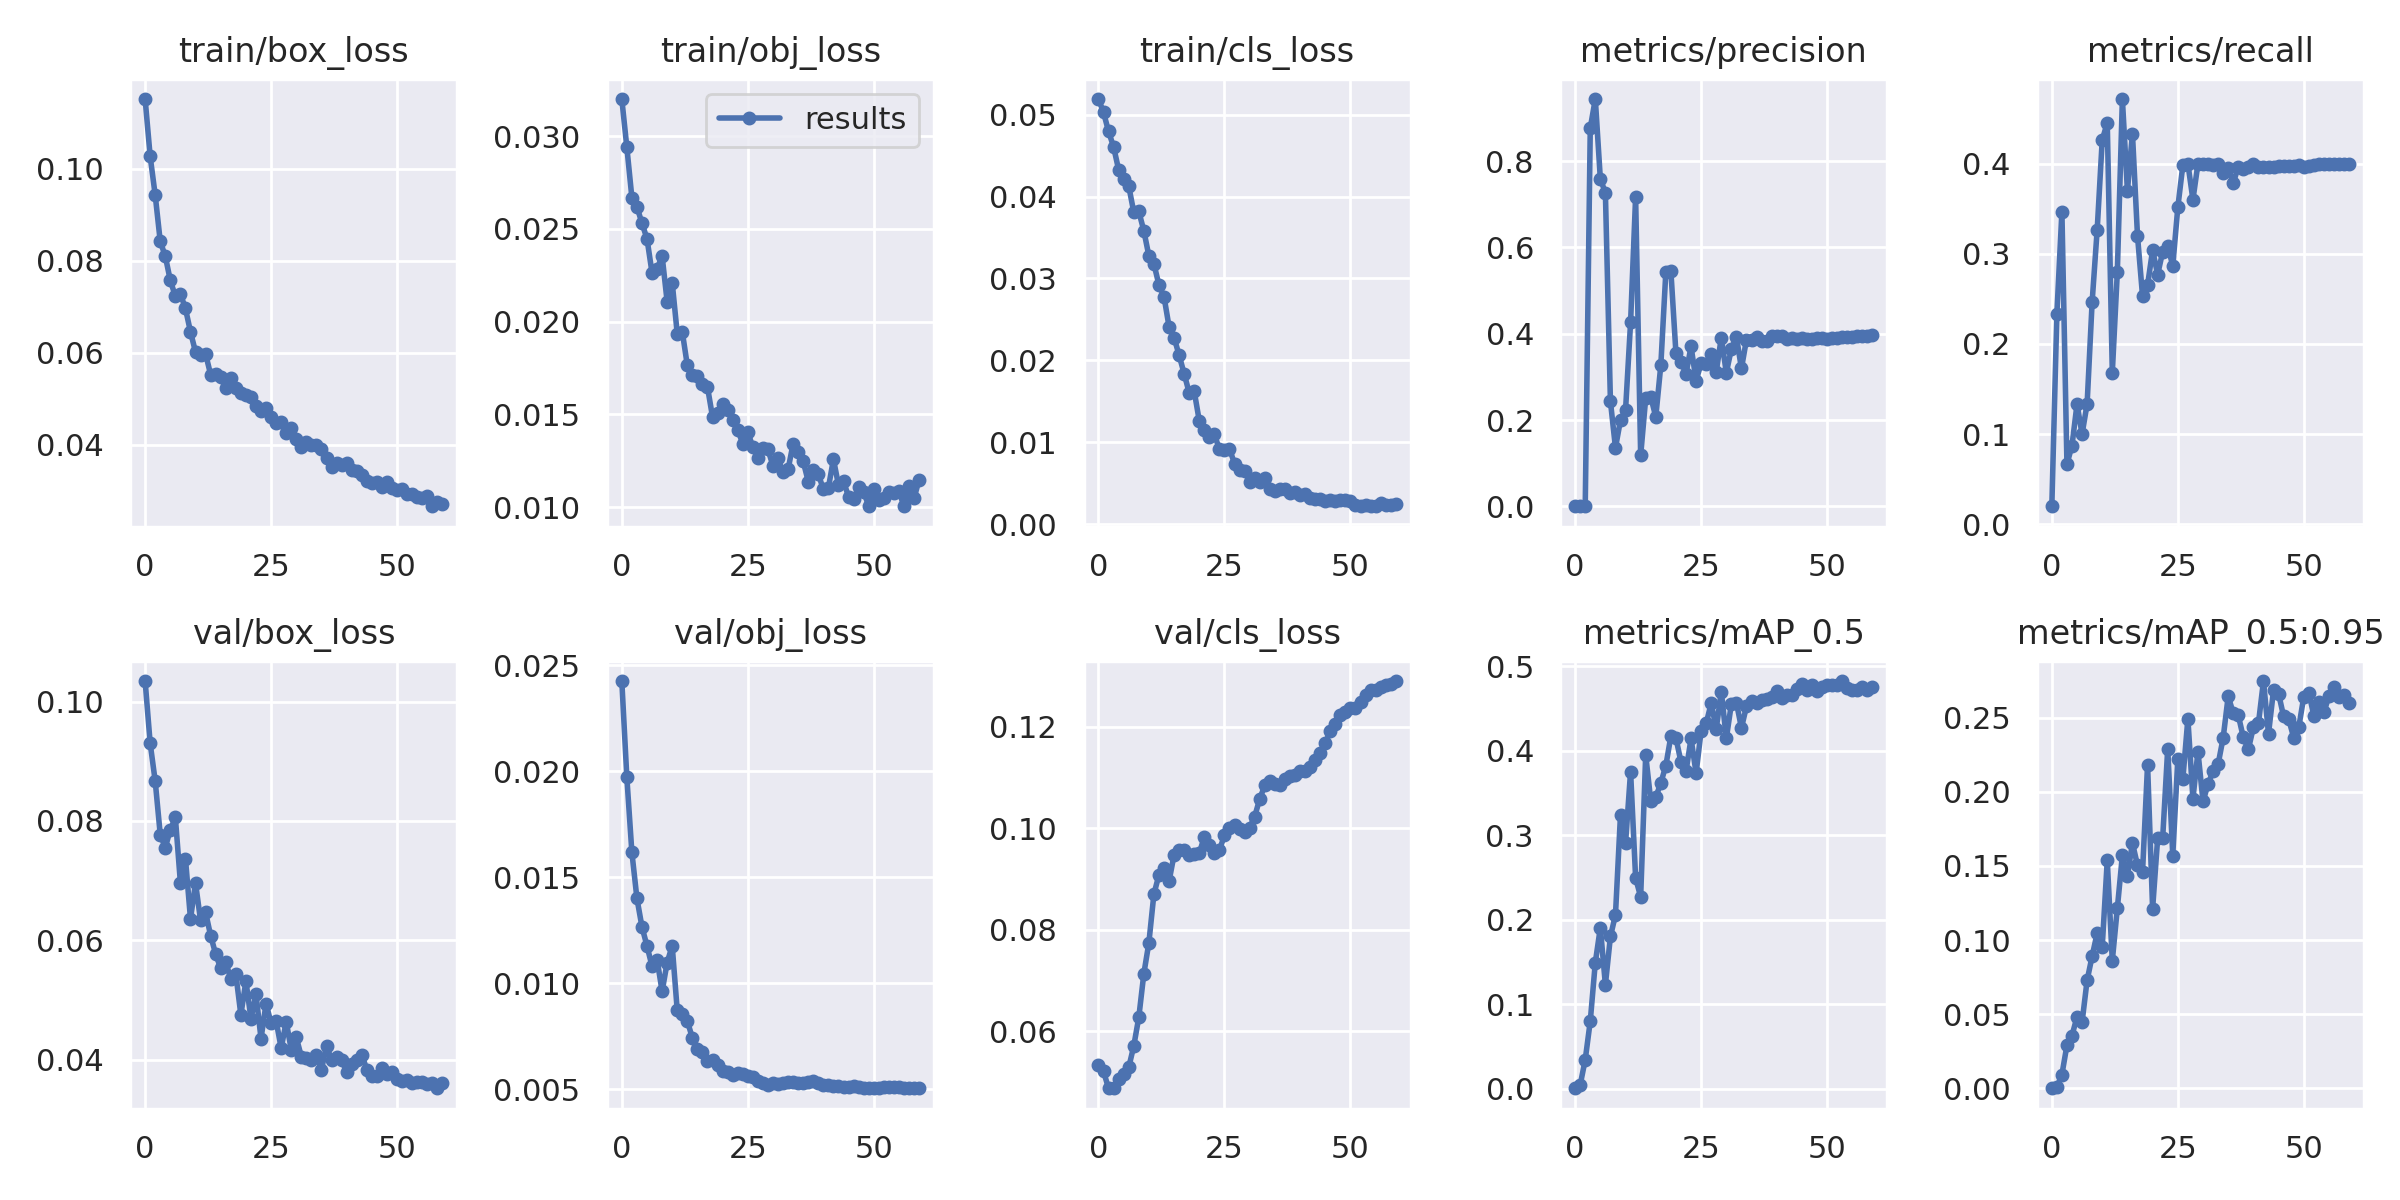 train/box_loss
0.10
0.08
0.06
0.04
0 25 50
train/obj_loss
results
0.030
0.025
0.020
0.015
0.010
0 25 50
train/cls_loss
0.05
0.04
0.03
0.02
0.01
0.00
0 25 50
metrics/precision
0.8
0.6
0.4
0.2
0.0
0 25 50
metrics/recall
0.4
0.3
0.2
0.1
0.0
0 25 50
val/box_loss
0.10
0.08
0.06
0.04
0 25 50
val/obj_loss
0.025
0.020
0.015
0.010
0.005
0 25 50
val/cls_loss
0.12
0.10
0.08
0.06
0 25 50
metrics/mAP_0.5
0.5
0.4
0.3
0.2
0.1
0.0
0 25 50
metrics/mAP_0.5:0.95
0.25
0.20
0.15
0.10
0.05
0.00
0 25 50